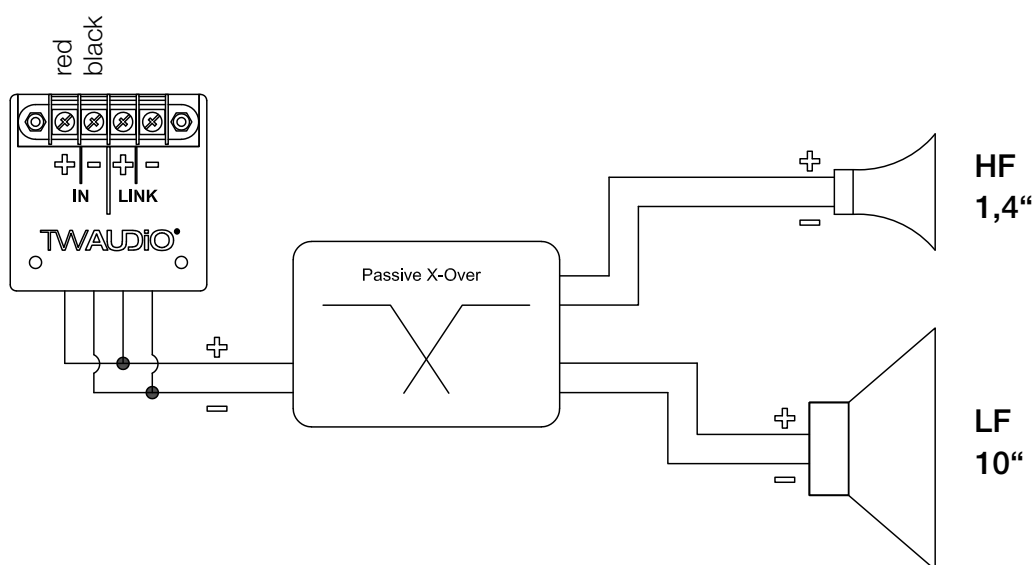 red
black
+ - + -
IN LINK
TWAUDiO
Passive X-Over
+
-
+
-
HF
1,4“
+
-
LF
10“